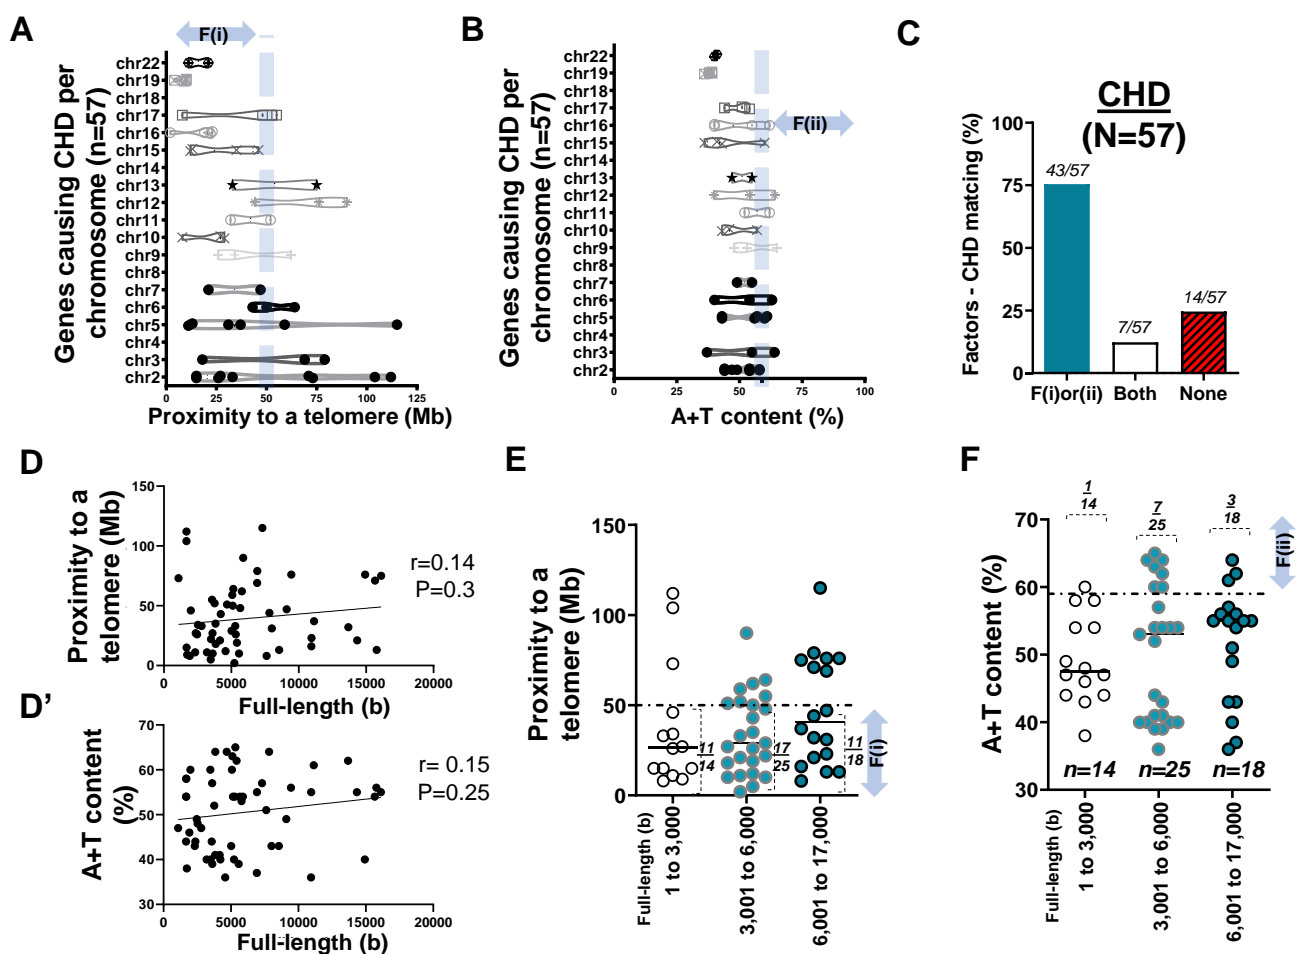 A
F(i)
Genes causing CHD per
chromosome (n=57)
chr22
chr19
chr18
chr17
chr16
chr15
chr14
chr13
chr12
chr11
chr10
chr9
chr8
chr7
chr6
chr5
chr4
chr3
chr2
0 25 50 75 100 125
Proximity to a telomere (Mb)
B
F(ii)
Genes causing CHD per
chromosome (n=57)
chr22
chr19
chr18
chr17
chr16
chr15
chr14
chr13
chr12
chr11
chr10
chr9
chr8
chr7
chr6
chr5
chr4
chr3
chr2
0 25 50 75 100
A+T content (%)
C
CHD
(N=57)
Factors - CHD matcing (%)
100
75
50
25
0
43/57
7/57
14/57
F(i)or(ii) Both None
D
Proximity to a
telomere (Mb)
150
100
50
0
r=0.14
P=0.3
0 5000 10000 15000 20000
Full-length (b)
D’
A+T content
(%)
70
60
50
40
30
r= 0.15
P=0.25
0 5000 10000 15000 20000
Full-length (b)
E
Proximity to a
telomere (Mb)
150
100
50
0
11
14
17
25
11
18
F(i)
Full-length (b)
1 to 3,000
3,001 to 6,000
6,001 to 17,000
F
A+T content (%)
70
60
50
40
30
1
14
7
25
3
18
F(ii)
n=14 n=25 n=18
Full-length (b)
1 to 3,000
3,001 to 6,000
6,001 to 17,000